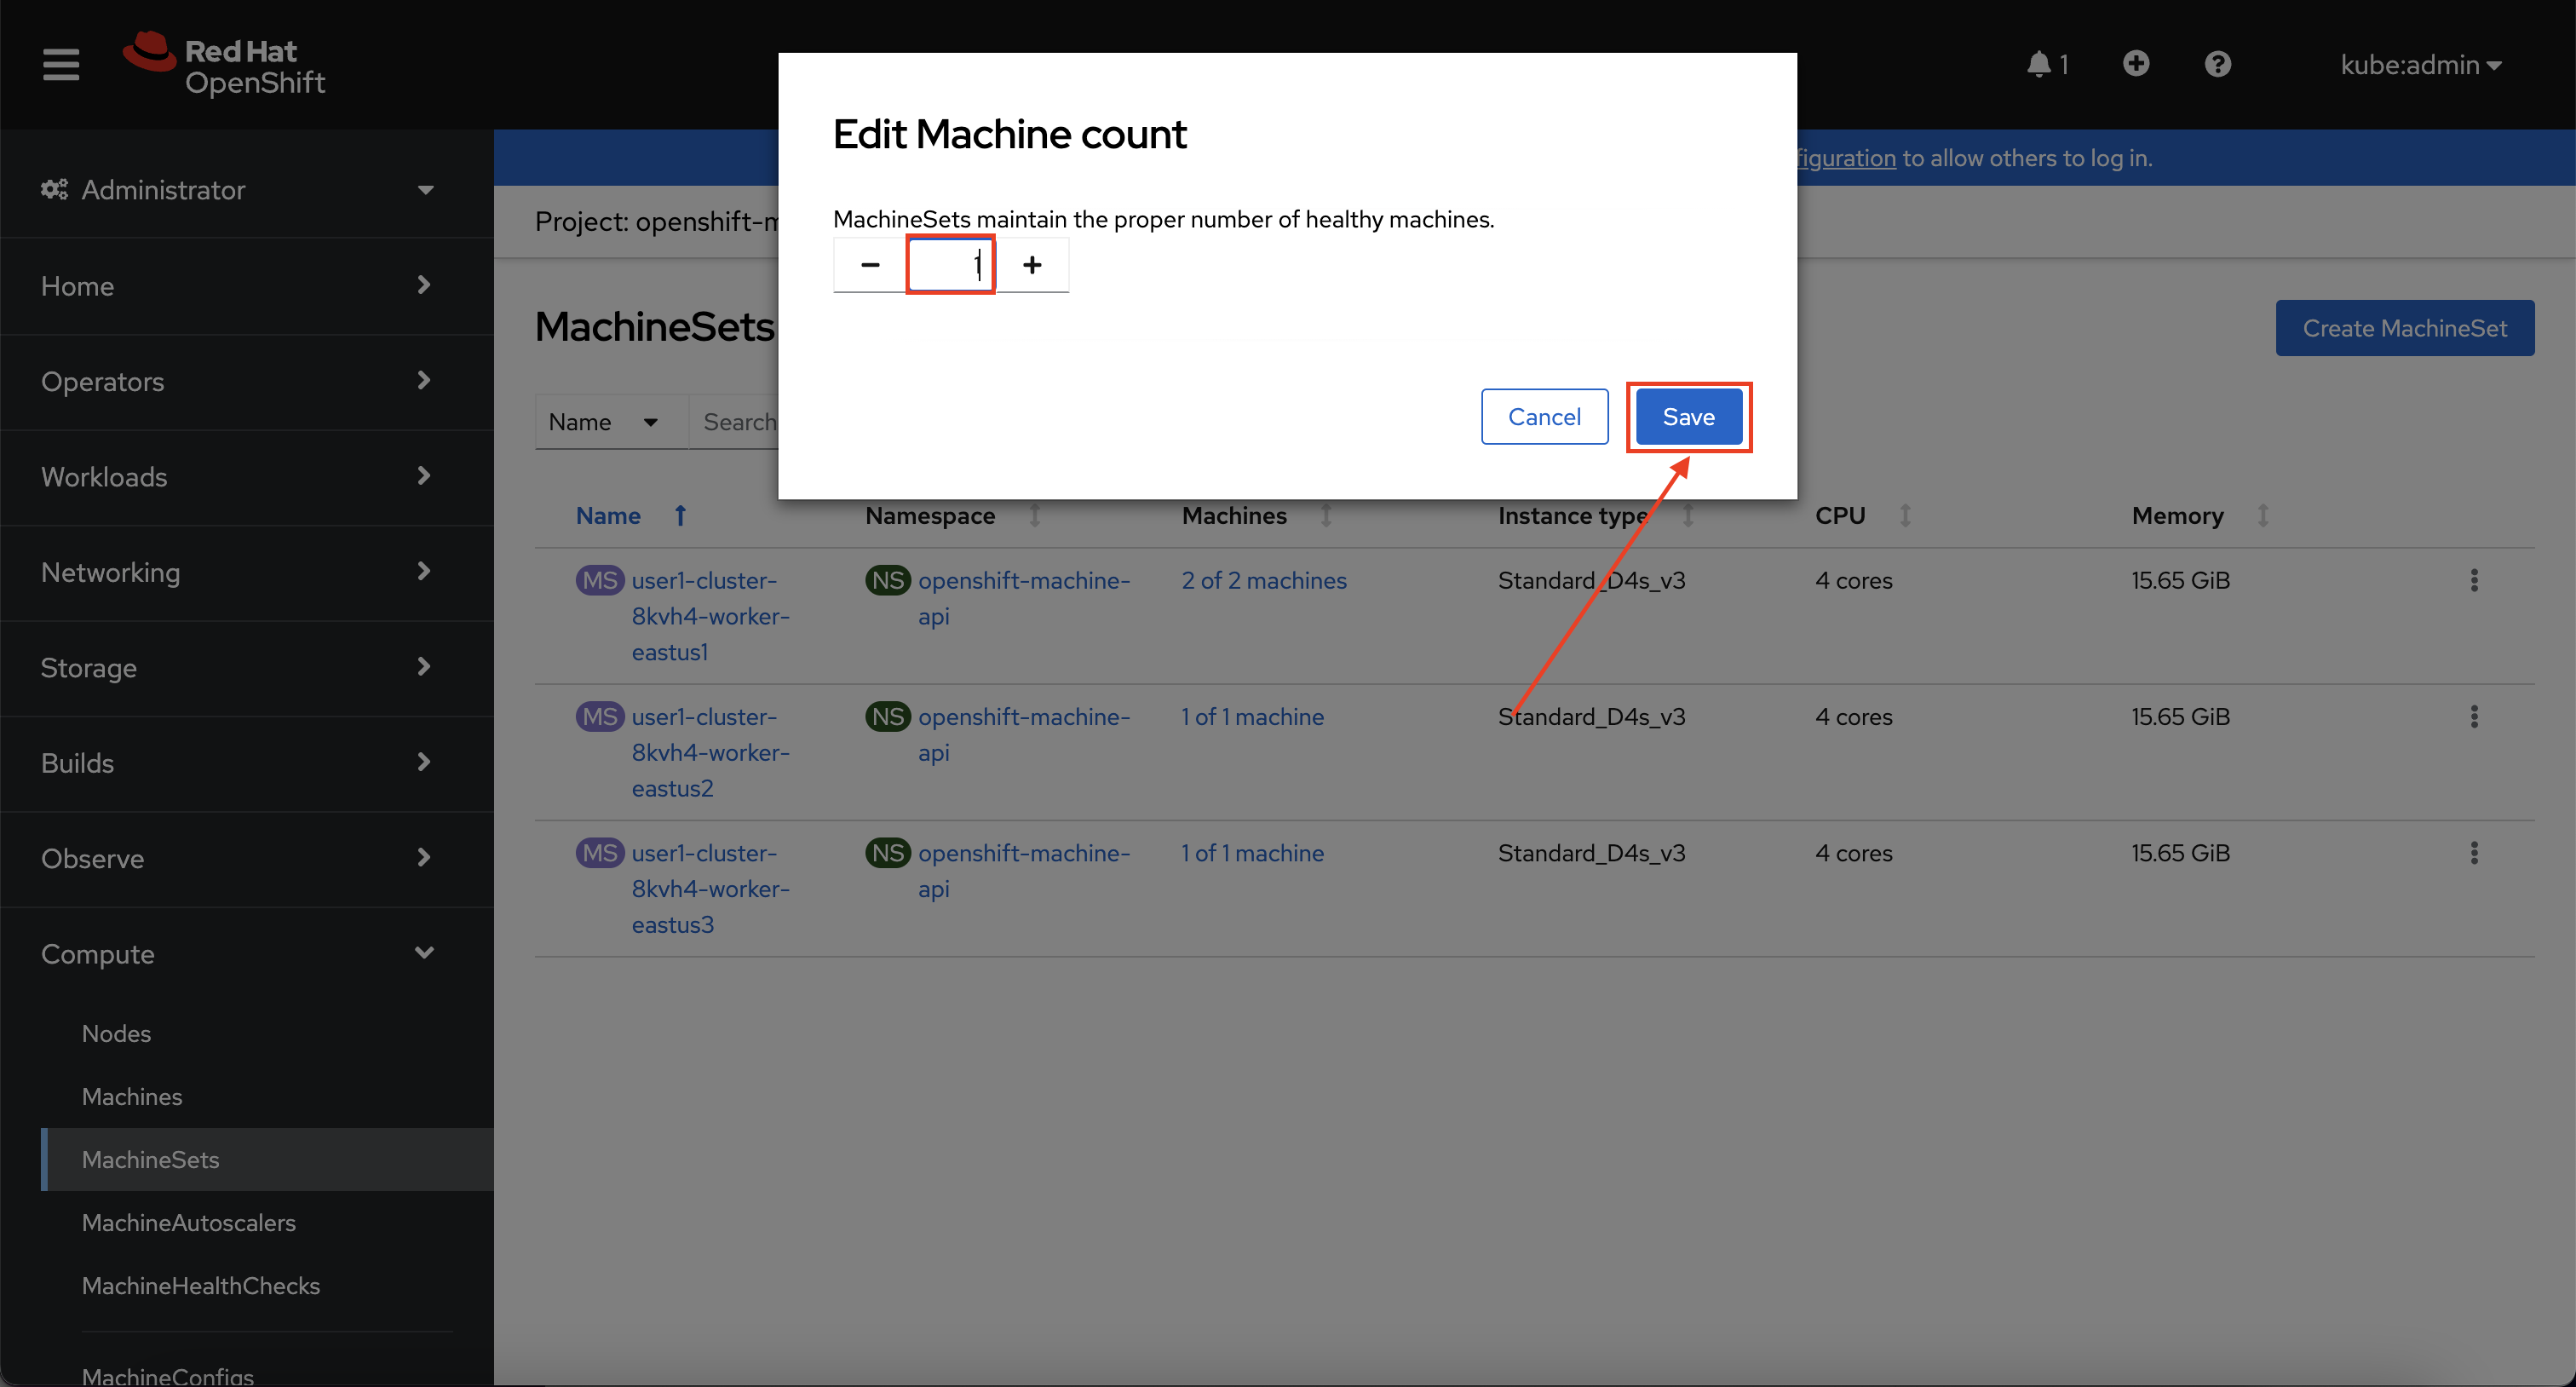 Red Hat
OpenShift
1
kube:admin
Administrator
Home
Operators
Workloads
Networking
Storage
Builds
Observe
Compute
Nodes
Machines
MachineSets
MachineAutoscalers
MachineHealthChecks
MachineConfigs
figuration to allow others to log in.
Project: openshift-m
Edit Machine count
MachineSets maintain the proper number of healthy machines.
1
Cancel
Save
MachineSets
Create MachineSet
Name
Search
Name Namespace Machines Instance type CPU Memory
MS user1-cluster-
8kvh4-worker-
eastus1
NS openshift-machine-
api
2 of 2 machines
Standard_D4s_v3
4 cores
15.65 GiB
MS user1-cluster-
8kvh4-worker-
eastus2
NS openshift-machine-
api
1 of 1 machine
Standard_D4s_v3
4 cores
15.65 GiB
MS user1-cluster-
8kvh4-worker-
eastus3
NS openshift-machine-
api
1 of 1 machine
Standard_D4s_v3
4 cores
15.65 GiB